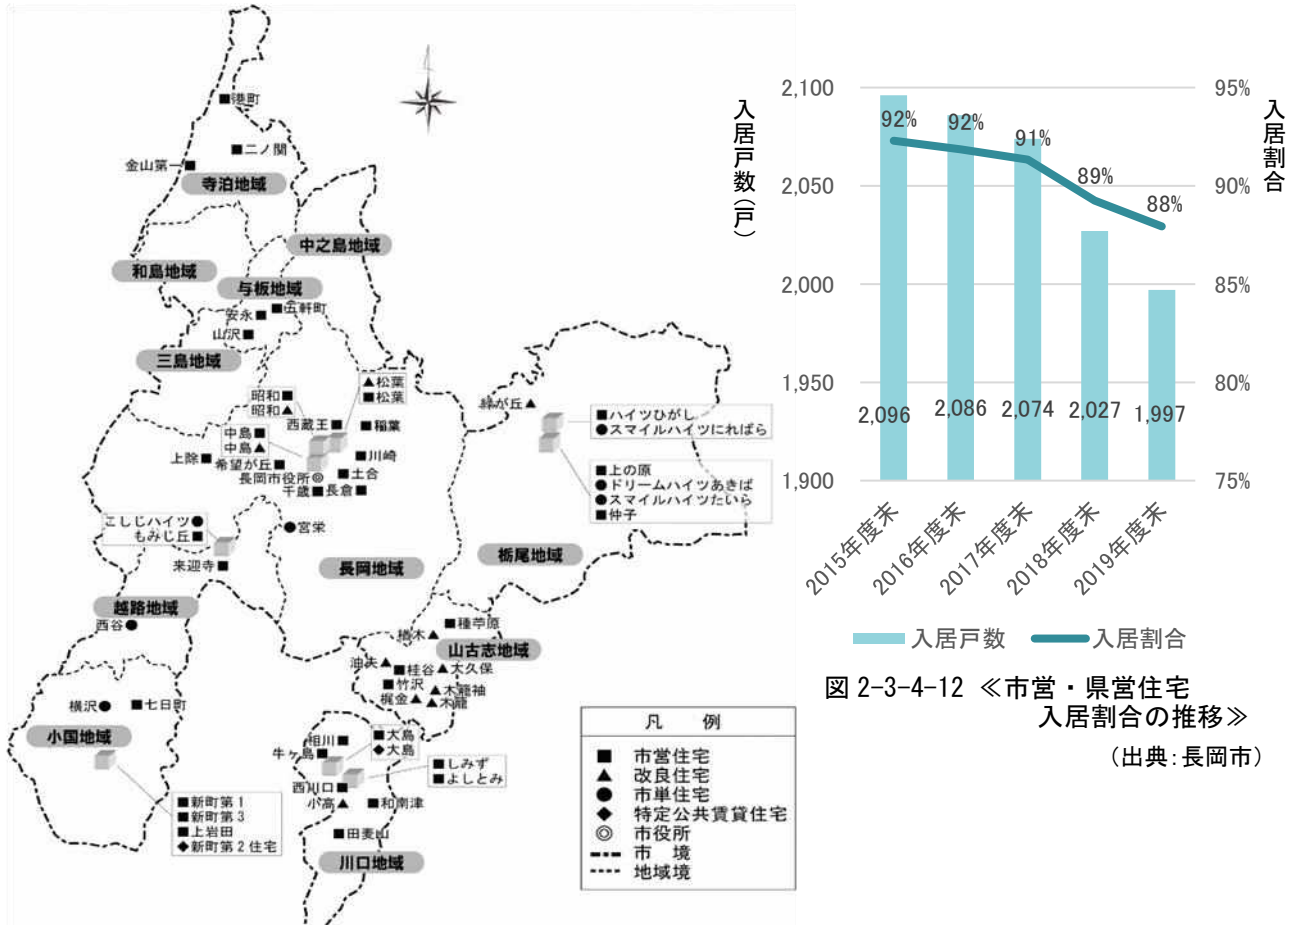 港町
二ノ関
金山第一
寺泊地域
中之島地域
和島地域
与板地域
五軒町
安永
山沢
三島地域
松葉
松葉
昭和
昭和
西蔵王
稲葉
中島
中島
川崎
上除
希望が丘
土合
長岡市役所
千歳
長倉
こしじハイツ
もみじ丘
宮栄
来迎寺
長岡地域
が丘
ハイツひがし
スマイルハイツにればら
上の原
ドリームハイツあきば
スマイルハイツたいら
仲子
栃尾地域
越路地域
西谷
種苧原
楢木
山古志地域
油夫
桂谷
大久保
竹沢
木籠袖
梶金
木籠
横沢
七日町
小国地域
新町第1
新町第3
上岩田
新町第2住宅
相川
牛ヶ島
大島
大島
しみず
よしとみ
西川口
小高
和南津
田麦山
川口地域
凡 例
市営住宅
改良住宅
市単住宅
特定公共賃貸住宅
市役所
市 境
地域境
入居戸数(戸)
入居割合
2,100
2,050
2,000
1,950
1,900
95%
90%
85%
80%
75%
92%
92%
91%
89%
88%
2,096
2,086
2,074
2,027
1,997
2015年度末
2016年度末
2017年度末
2018年度末
2019年度末
入居戸数
入居割合
図2-3-4-12 ≪市営・県営住宅
入居割合の推移≫
(出典:長岡市)